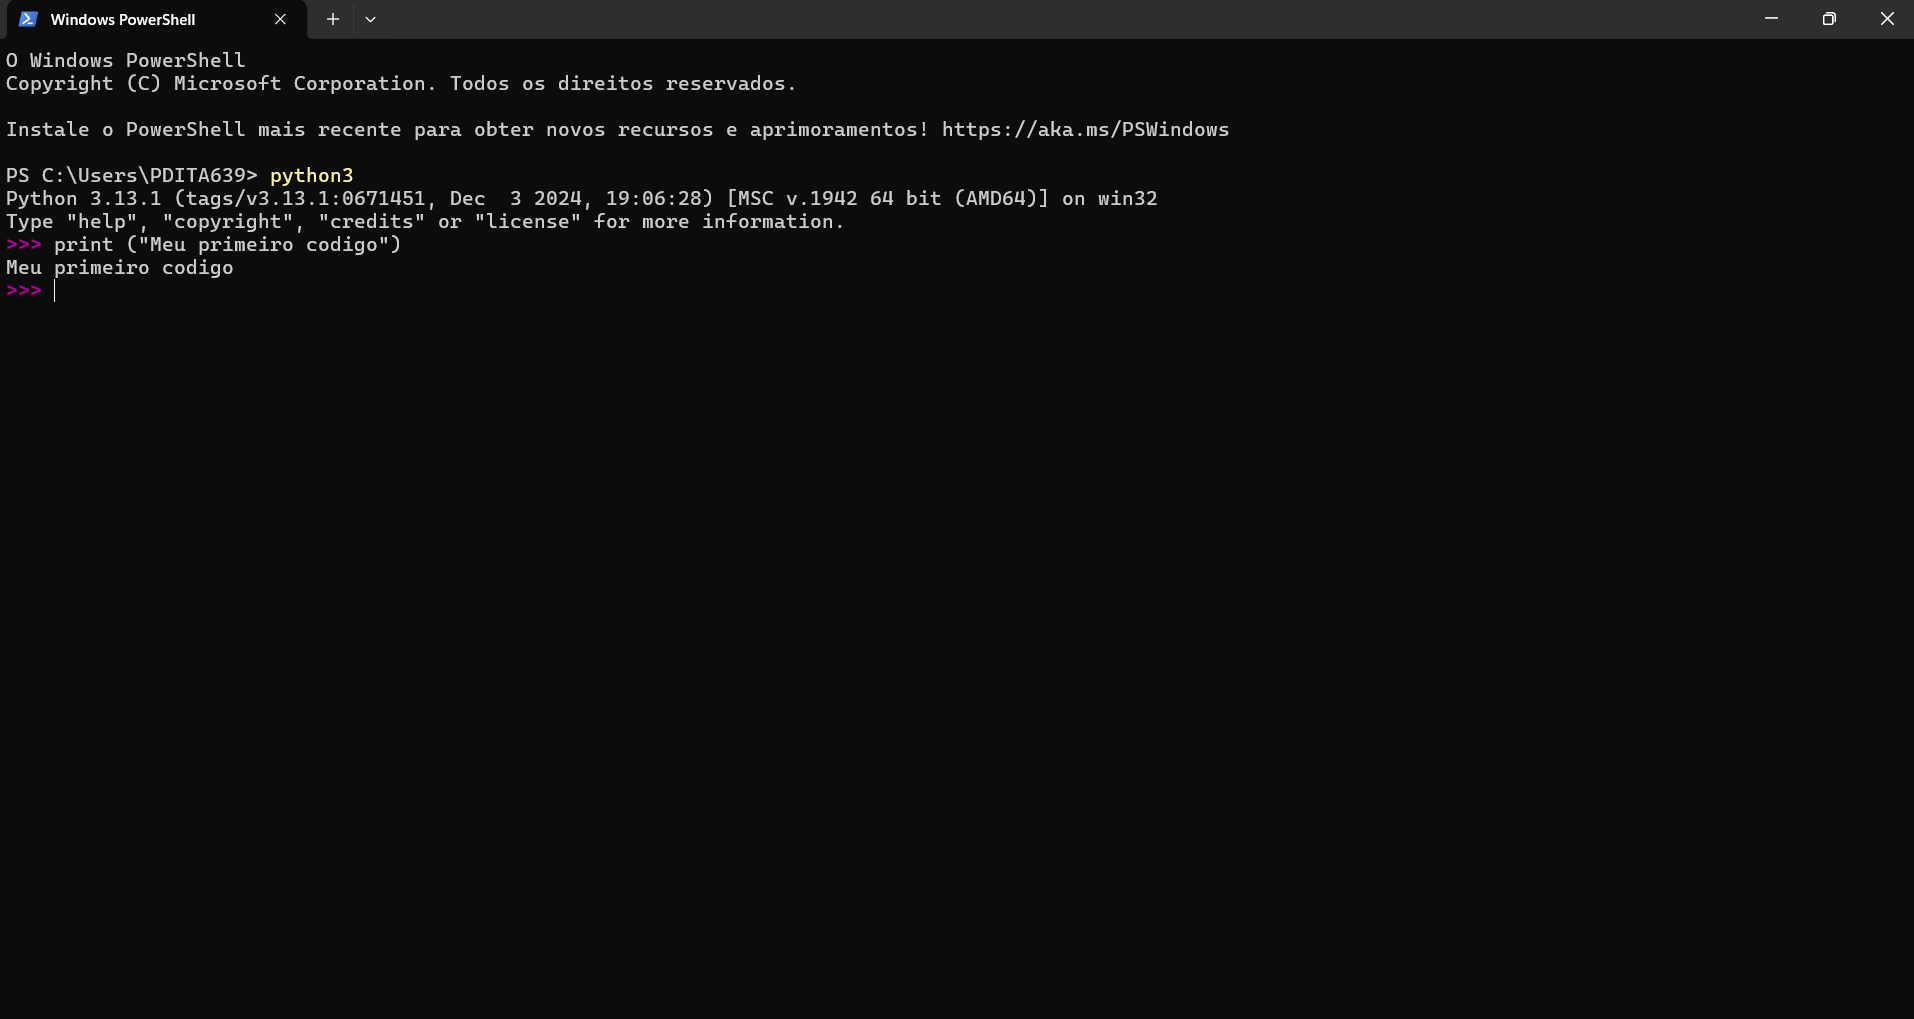 Windows PowerShell
O Windows PowerShell
Copyright (C) Microsoft Corporation. Todos os direitos reservados.
Instale o PowerShell mais recente para obter novos recursos e aprimoramentos! https://aka.ms/PSWindows
PS C:\Users\PDITA639> python3
Python 3.13.1 (tags/v3.13.1:0671451, Dec  3 2024, 19:06:28) [MSC v.1942 64 bit (AMD64)] on win32
Type "help", "copyright", "credits" or "license" for more information.
>>> print ("Meu primeiro codigo")
Meu primeiro codigo
>>>